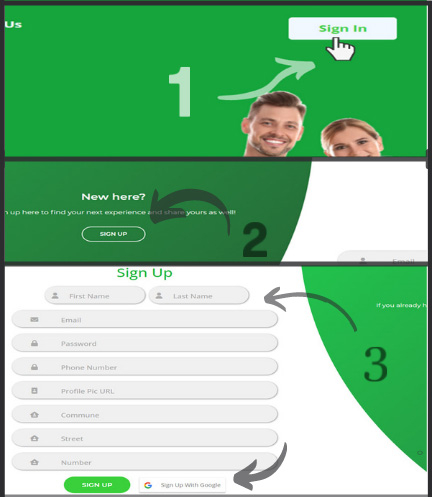 Us
Sign In
1
New here?
n up here to find your next experience and share yours as well!
SIGN UP
2
Email
Sign Up
First Name Last Name
If you already h
Email
Password
3
Phone Number
Profile Pic URL
Commune
Street
Number
SIGN UP Sign Up With Google